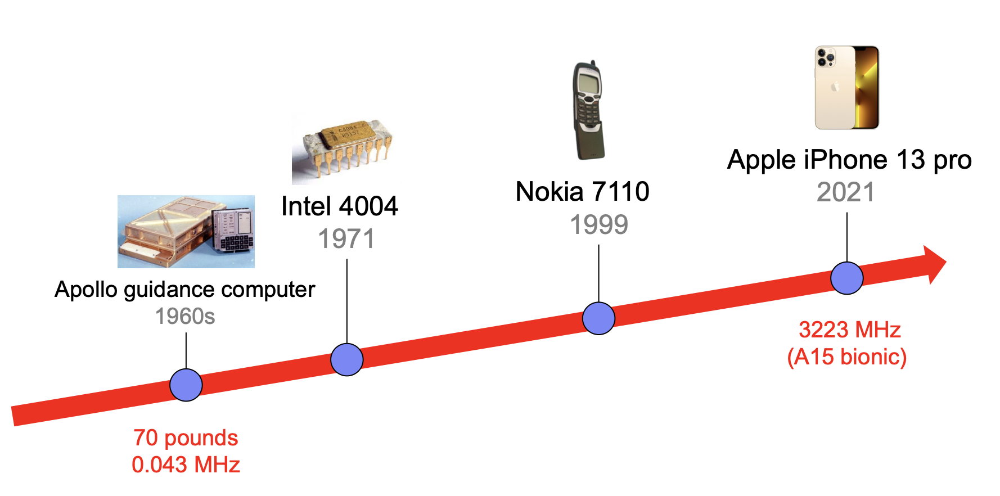 Apple iPhone 13 pro
2021
Nokia 7110
1999
C4004
Intel 4004
1971
Apollo guidance computer
1960s
3223 MHz
(A15 bionic)
70 pounds
0.043 MHz